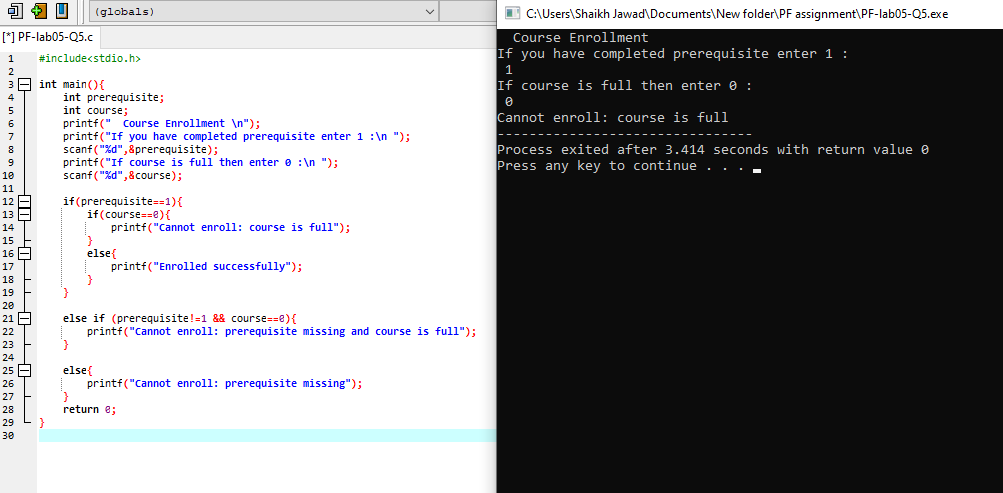 (globals)
[*] PF-lab05-Q5.c
1 #include<stdio.h>
2
3 int main(){
4 int prerequisite;
5 int course;
6 printf("  Course Enrollment \n");
7 printf("If you have completed prerequisite enter 1 :\n ");
8 scanf("%d",&prerequisite);
9 printf("If course is full then enter 0 :\n ");
10 scanf("%d",&course);
11
12 if(prerequisite==1){
13 if(course==0){
14 printf("Cannot enroll: course is full");
15 }
16 else{
17 printf("Enrolled successfully");
18 }
19 }
20
21 else if (prerequisite!=1 && course==0){
22 printf("Cannot enroll: prerequisite missing and course is full");
23 }
24
25 else{
26 printf("Cannot enroll: prerequisite missing");
27 }
28 return 0;
29 }
30
C:\Users\Shaikh Jawad\Documents\New folder\PF assignment\PF-lab05-Q5.exe
Course Enrollment
If you have completed prerequisite enter 1 :
1
If course is full then enter 0 :
0
Cannot enroll: course is full
--------------------------------
Process exited after 3.414 seconds with return value 0
Press any key to continue . . .